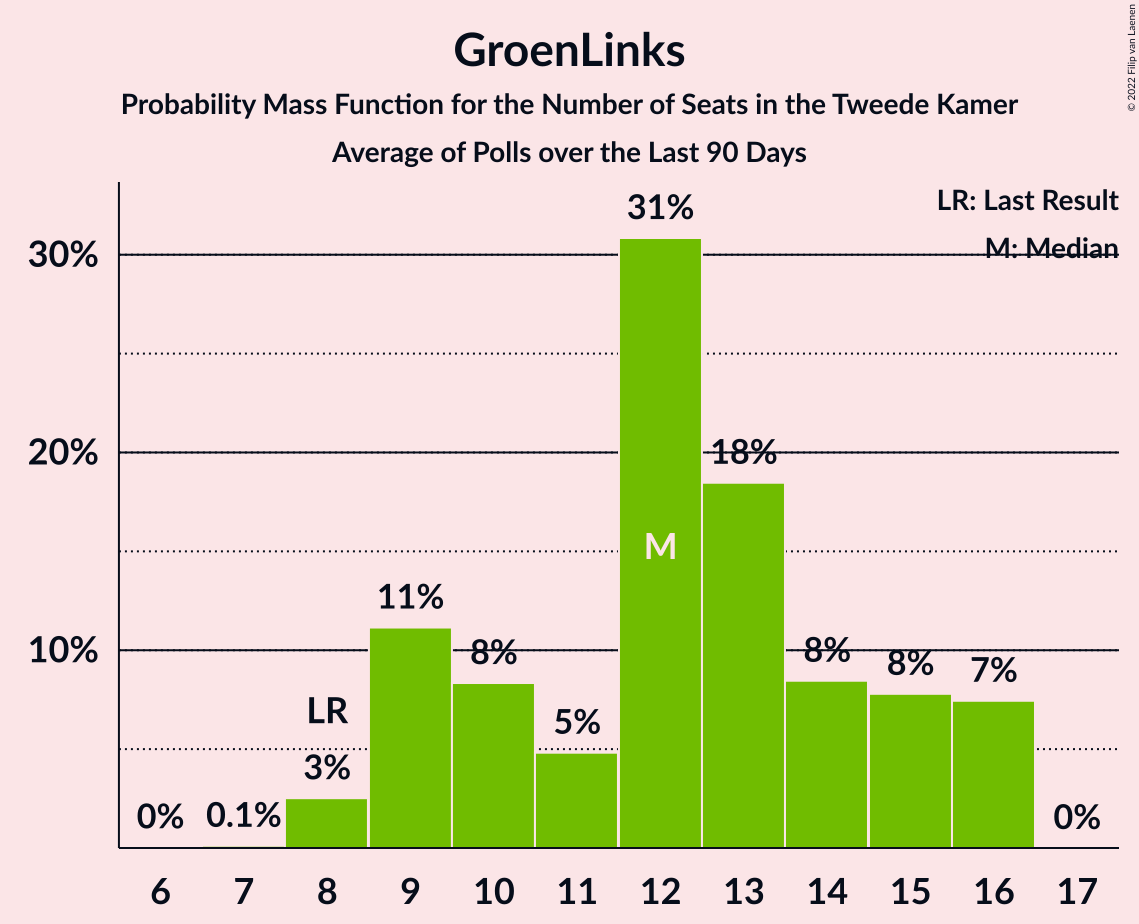 GroenLinks
Probability Mass Function for the Number of Seats in the Tweede Kamer
Average of Polls over the Last 90 Days
© 2022 Filip van Laenen
LR: Last Result
M: Median
30%
20%
10%
0%
0.1%
3%
LR
11%
8%
5%
31%
M
18%
8%
8%
7%
0%
6 7 8 9 10 11 12 13 14 15 16 17